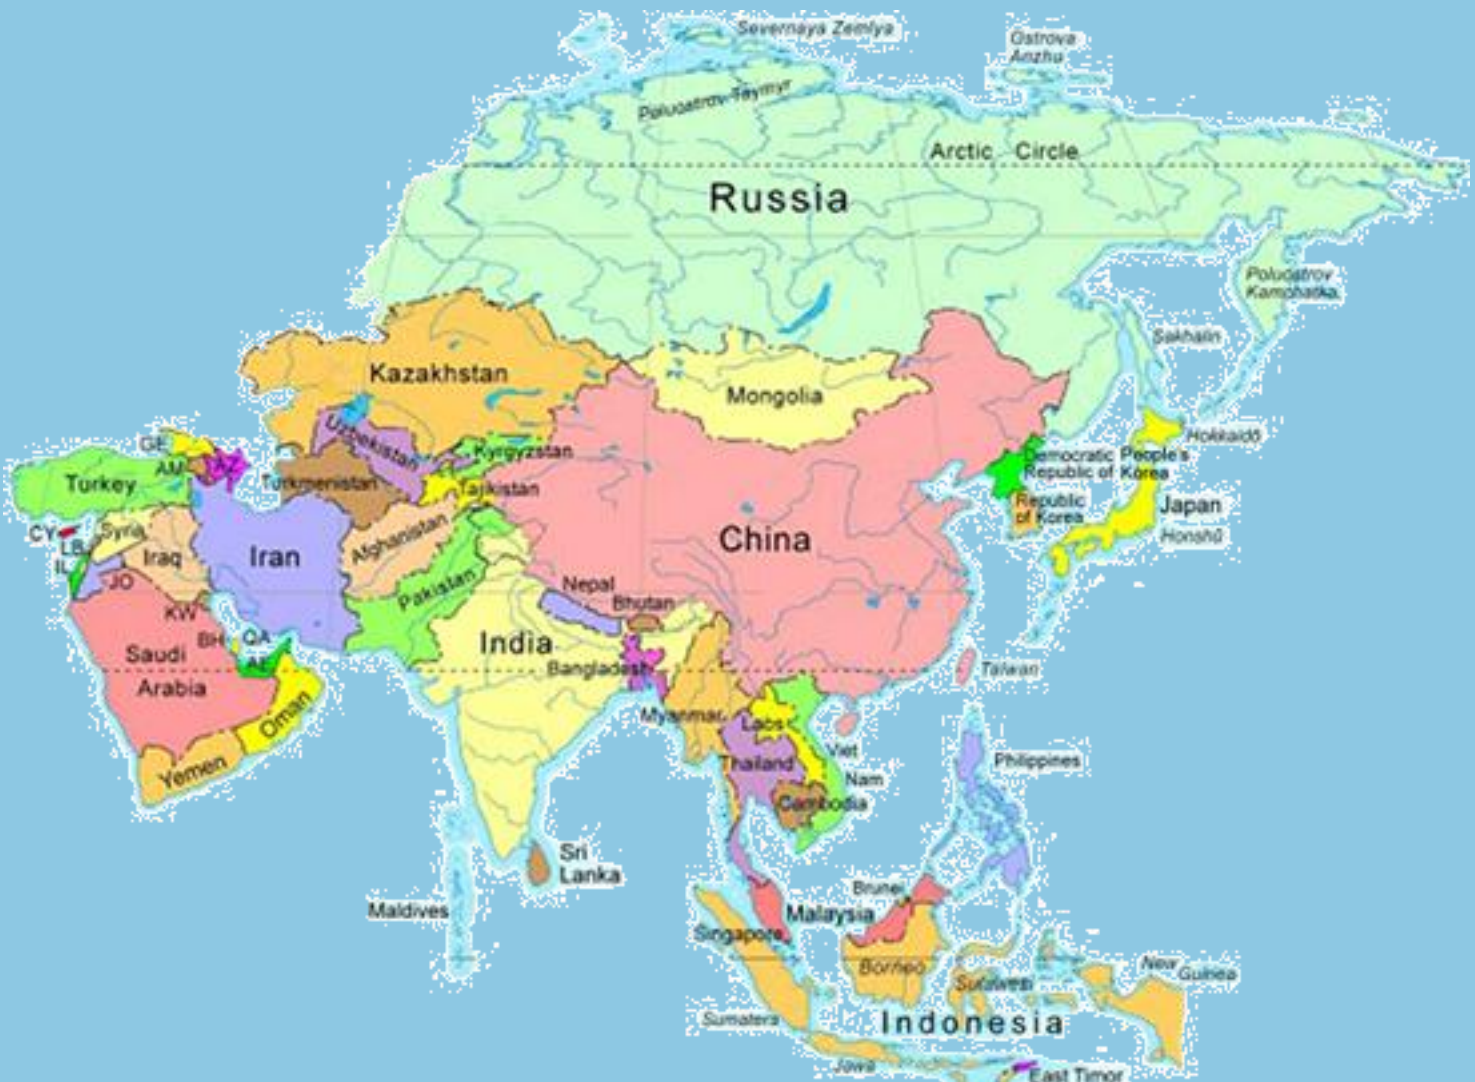 Severnaya Zemlya
Ostrova
Anzhu
Poluostrov Taymyr
Arctic Circle
Russia
Poluostrov
Kamchatka
Sakhalin
Kazakhstan
Mongolia
Uzbekistan
Hokkaidō
GE
Kyrgyzstan
Democratic People's
Republic of Korea
AM
AZ
Turkey
Turkmenistan
Tajikistan
Republic
of Korea
Japan
Honshū
CY
Syria
Afghanistan
China
LB
Iraq
Iran
IL
JO
Pakistan
Nepal
Bhutan
KW
BH
QA
India
Saudi
Arabia
AE
Bangladesh
Taiwan
Oman
Myanmar
Laos
Viet
Nam
Yemen
Thailand
Philippines
Cambodia
Sri
Lanka
Maldives
Brunei
Malaysia
Singapore
Borneo
Sulawesi
New
Guinea
Sumatera
Indonesia
Jawa
East Timor